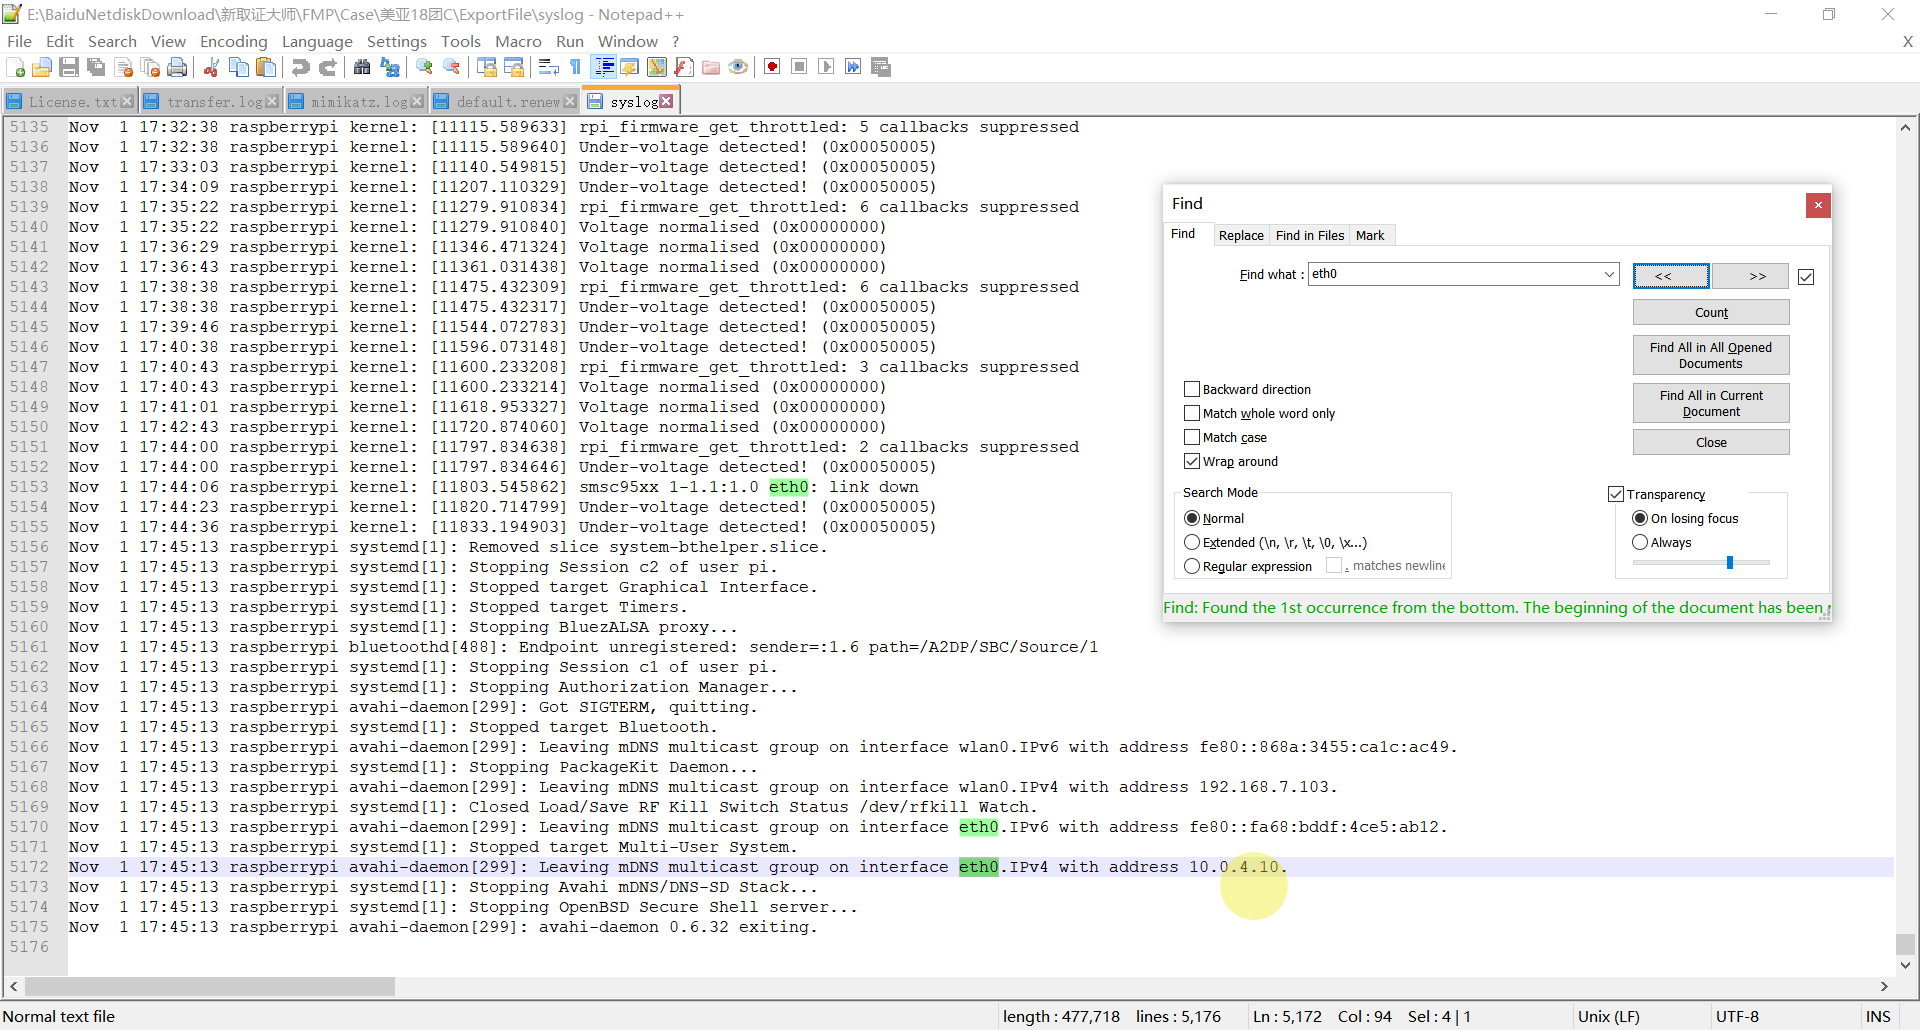 E:\BaiduNetdiskDownload\新取证大师\FMP\Case\美亚18团C\ExportFile\syslog - Notepad++
File Edit Search View Encoding Language Settings Tools Macro Run Window ? X
License.txt transfer.log mimikatz.log default.renew syslog
5135 Nov  1 17:32:38 raspberrypi kernel: [11115.589633] rpi_firmware_get_throttled: 5 callbacks suppressed
5136 Nov  1 17:32:38 raspberrypi kernel: [11115.589640] Under-voltage detected! (0x00050005)
5137 Nov  1 17:33:03 raspberrypi kernel: [11140.549815] Under-voltage detected! (0x00050005)
5138 Nov  1 17:34:09 raspberrypi kernel: [11207.110329] Under-voltage detected! (0x00050005)
5139 Nov  1 17:35:22 raspberrypi kernel: [11279.910834] rpi_firmware_get_throttled: 6 callbacks suppressed
5140 Nov  1 17:35:22 raspberrypi kernel: [11279.910840] Voltage normalised (0x00000000)
5141 Nov  1 17:36:29 raspberrypi kernel: [11346.471324] Voltage normalised (0x00000000)
5142 Nov  1 17:36:43 raspberrypi kernel: [11361.031438] Voltage normalised (0x00000000)
5143 Nov  1 17:38:38 raspberrypi kernel: [11475.432309] rpi_firmware_get_throttled: 6 callbacks suppressed
5144 Nov  1 17:38:38 raspberrypi kernel: [11475.432317] Under-voltage detected! (0x00050005)
5145 Nov  1 17:39:46 raspberrypi kernel: [11544.072783] Under-voltage detected! (0x00050005)
5146 Nov  1 17:40:38 raspberrypi kernel: [11596.073148] Under-voltage detected! (0x00050005)
5147 Nov  1 17:40:43 raspberrypi kernel: [11600.233208] rpi_firmware_get_throttled: 3 callbacks suppressed
5148 Nov  1 17:40:43 raspberrypi kernel: [11600.233214] Voltage normalised (0x00000000)
5149 Nov  1 17:41:01 raspberrypi kernel: [11618.953327] Voltage normalised (0x00000000)
5150 Nov  1 17:42:43 raspberrypi kernel: [11720.874060] Voltage normalised (0x00000000)
5151 Nov  1 17:44:00 raspberrypi kernel: [11797.834638] rpi_firmware_get_throttled: 2 callbacks suppressed
5152 Nov  1 17:44:00 raspberrypi kernel: [11797.834646] Under-voltage detected! (0x00050005)
5153 Nov  1 17:44:06 raspberrypi kernel: [11803.545862] smsc95xx 1-1.1:1.0 eth0: link down
5154 Nov  1 17:44:23 raspberrypi kernel: [11820.714799] Under-voltage detected! (0x00050005)
5155 Nov  1 17:44:36 raspberrypi kernel: [11833.194903] Under-voltage detected! (0x00050005)
5156 Nov  1 17:45:13 raspberrypi systemd[1]: Removed slice system-bthelper.slice.
5157 Nov  1 17:45:13 raspberrypi systemd[1]: Stopping Session c2 of user pi.
5158 Nov  1 17:45:13 raspberrypi systemd[1]: Stopped target Graphical Interface.
5159 Nov  1 17:45:13 raspberrypi systemd[1]: Stopped target Timers.
5160 Nov  1 17:45:13 raspberrypi systemd[1]: Stopping BluezALSA proxy...
5161 Nov  1 17:45:13 raspberrypi bluetoothd[488]: Endpoint unregistered: sender=:1.6 path=/A2DP/SBC/Source/1
5162 Nov  1 17:45:13 raspberrypi systemd[1]: Stopping Session c1 of user pi.
5163 Nov  1 17:45:13 raspberrypi systemd[1]: Stopping Authorization Manager...
5164 Nov  1 17:45:13 raspberrypi avahi-daemon[299]: Got SIGTERM, quitting.
5165 Nov  1 17:45:13 raspberrypi systemd[1]: Stopped target Bluetooth.
5166 Nov  1 17:45:13 raspberrypi avahi-daemon[299]: Leaving mDNS multicast group on interface wlan0.IPv6 with address fe80::868a:3455:ca1c:ac49.
5167 Nov  1 17:45:13 raspberrypi systemd[1]: Stopping PackageKit Daemon...
5168 Nov  1 17:45:13 raspberrypi avahi-daemon[299]: Leaving mDNS multicast group on interface wlan0.IPv4 with address 192.168.7.103.
5169 Nov  1 17:45:13 raspberrypi systemd[1]: Closed Load/Save RF Kill Switch Status /dev/rfkill Watch.
5170 Nov  1 17:45:13 raspberrypi avahi-daemon[299]: Leaving mDNS multicast group on interface eth0.IPv6 with address fe80::fa68:bddf:4ce5:ab12.
5171 Nov  1 17:45:13 raspberrypi systemd[1]: Stopped target Multi-User System.
5172 Nov  1 17:45:13 raspberrypi avahi-daemon[299]: Leaving mDNS multicast group on interface eth0.IPv4 with address 10.0.4.10.
5173 Nov  1 17:45:13 raspberrypi systemd[1]: Stopping Avahi mDNS/DNS-SD Stack...
5174 Nov  1 17:45:13 raspberrypi systemd[1]: Stopping OpenBSD Secure Shell server...
5175 Nov  1 17:45:13 raspberrypi avahi-daemon[299]: avahi-daemon 0.6.32 exiting.
5176
Find
Find Replace Find in Files Mark
Find what : eth0 << >>
Count
Find All in All Opened
Documents
Backward direction
Find All in Current
Document
Match whole word only
Match case
Close
Wrap around
Search Mode
Transparency
Normal
On losing focus
Extended (\n, \r, \t, \0, \x...)
Always
Regular expression . matches newline
Find: Found the 1st occurrence from the bottom. The beginning of the document has been
Normal text file length : 477,718 lines : 5,176 Ln : 5,172 Col : 94 Sel : 4 | 1 Unix (LF) UTF-8 INS